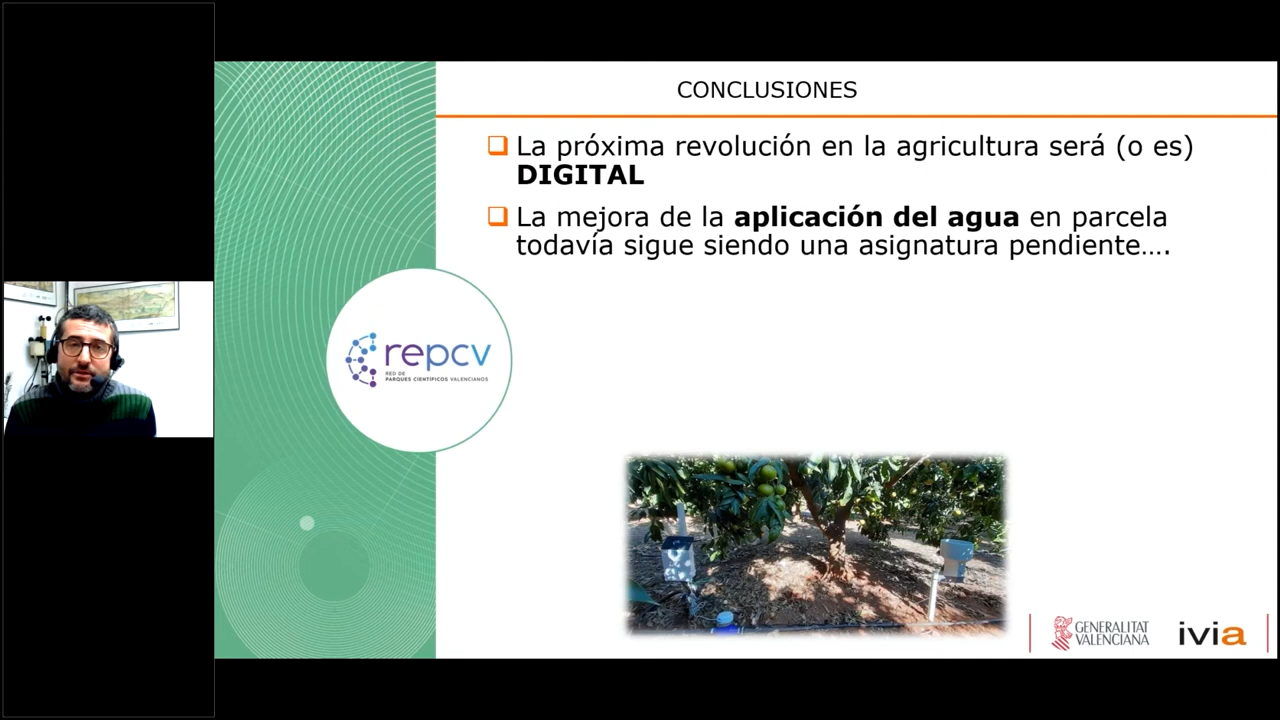 CONCLUSIONES
❑ La próxima revolución en la agricultura será (o es)
DIGITAL
❑ La mejora de la aplicación del agua en parcela
todavía sigue siendo una asignatura pendiente....
repcv
RED DE
PARQUES CIENTÍFICOS VALENCIANOS
GENERALITAT
VALENCIANA
ivia